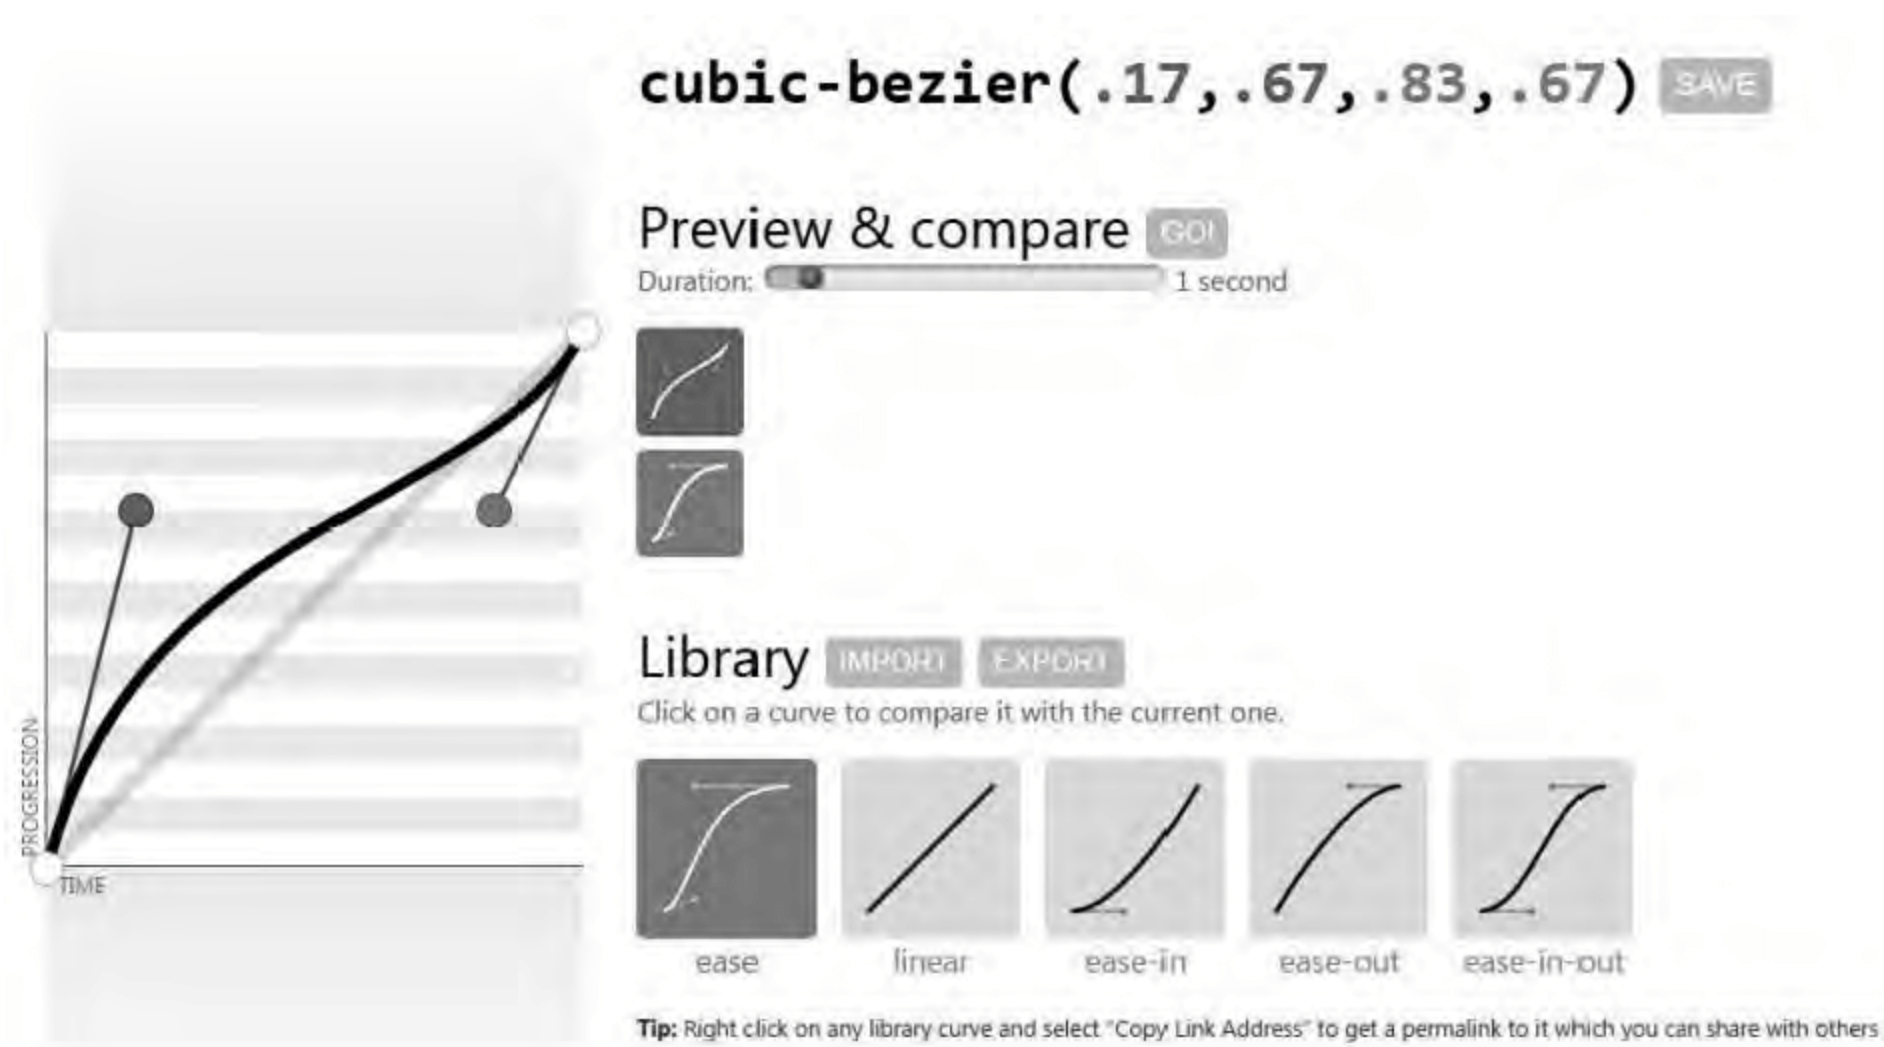 cubic-bezier(.17,.67,.83,.67) SAVE
Preview & compare GO!
Duration: 1 second
PROGRESSION
TIME
Library IMPORT EXPORT
Click on a curve to compare it with the current one.
ease linear ease-in ease-out ease-in-out
Tip: Right click on any library curve and select "Copy Link Address" to get a permalink to it which you can share with others